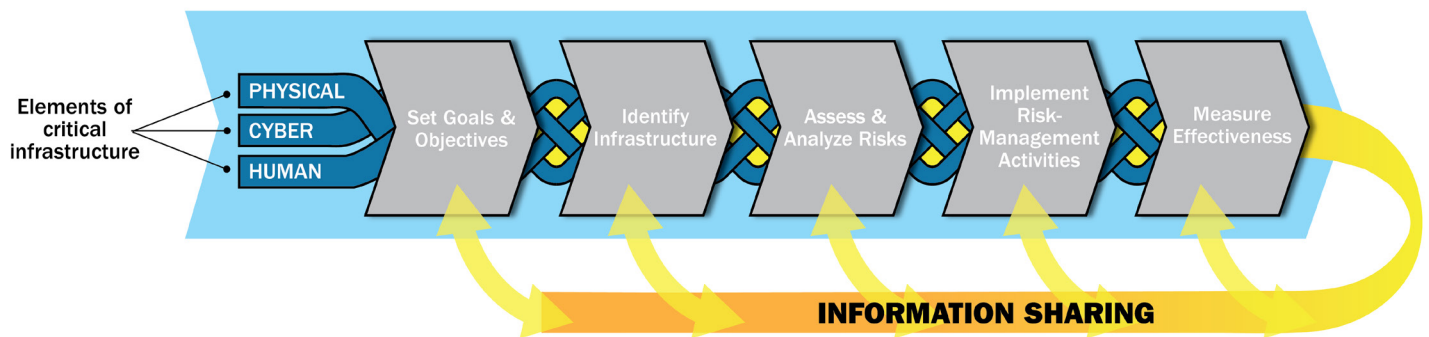 Elements of
critical
infrastructure
PHYSICAL
CYBER
HUMAN
Set Goals &
Objectives
Identify
Infrastructure
Assess &
Analyze Risks
Implement
Risk-
Management
Activities
Measure
Effectiveness
INFORMATION SHARING